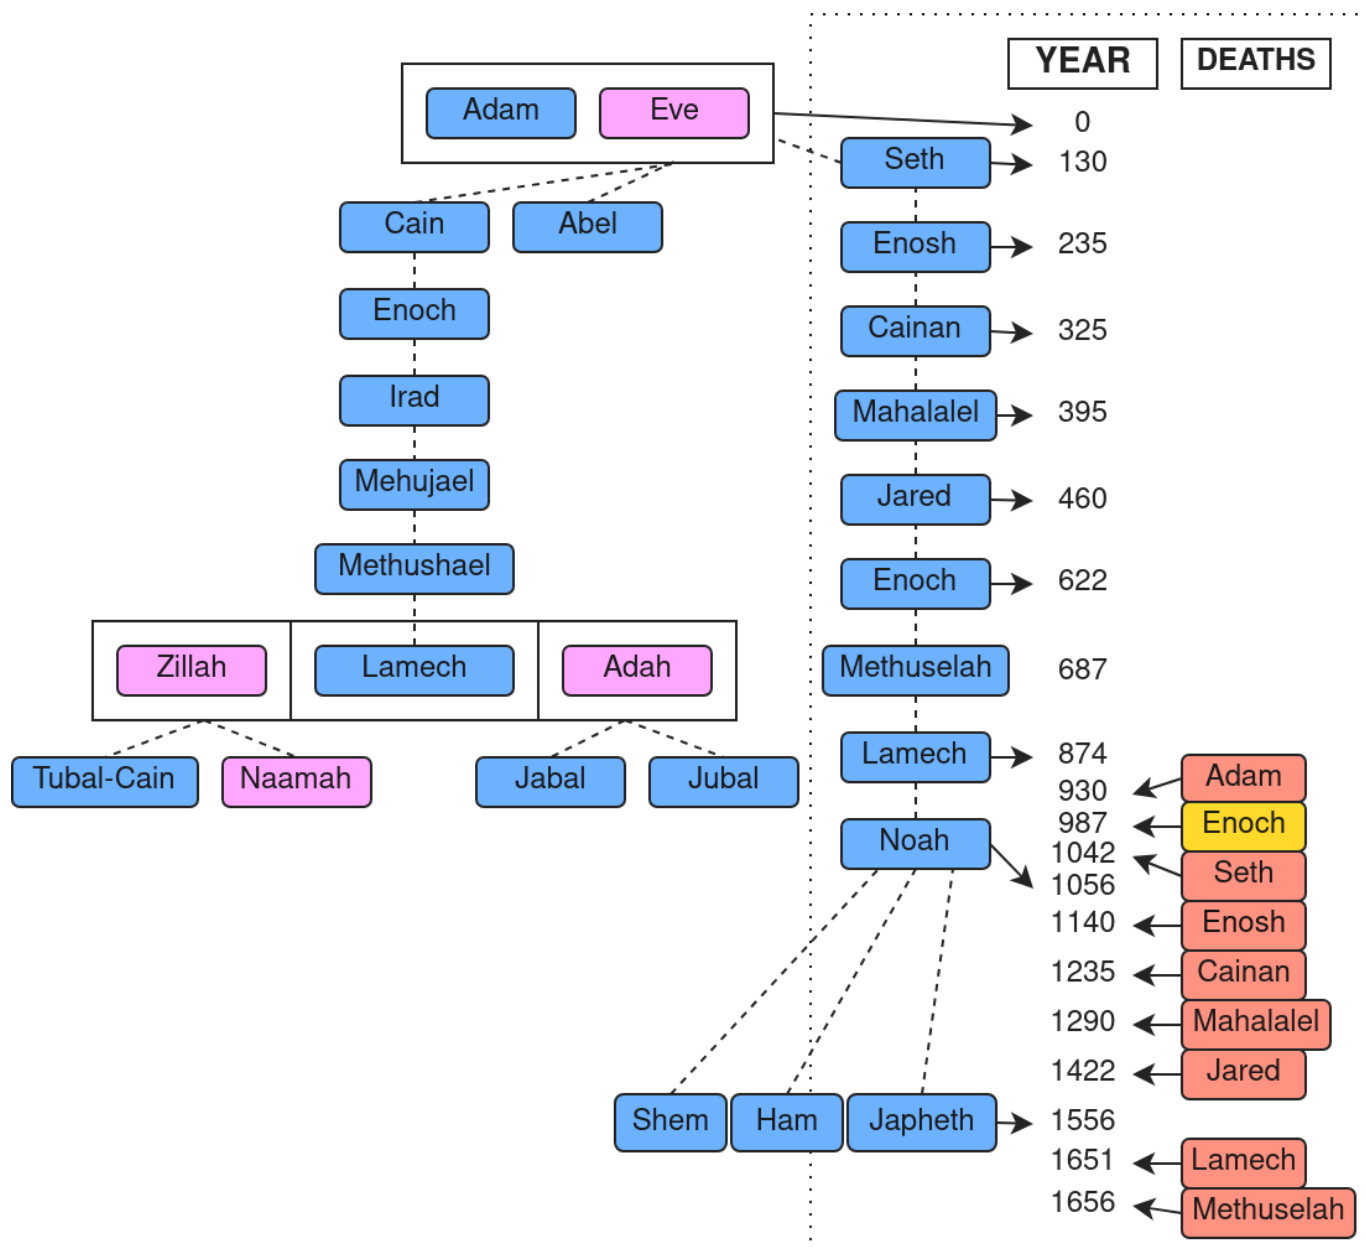 YEAR DEATHS
Adam Eve
0
Seth 130
Cain Abel
Enosh 235
Enoch
Cainan 325
Irad
Mahalalel 395
Mehujael
Jared 460
Methushael
Enoch 622
Zillah Lamech Adah
Methuselah 687
Tubal-Cain Naamah Jabal Jubal
Lamech 874
930 Adam
987 Enoch
Noah
1042 Seth
1056
1140 Enosh
1235 Cainan
1290 Mahalalel
1422 Jared
Shem Ham Japheth 1556
1651 Lamech
1656 Methuselah